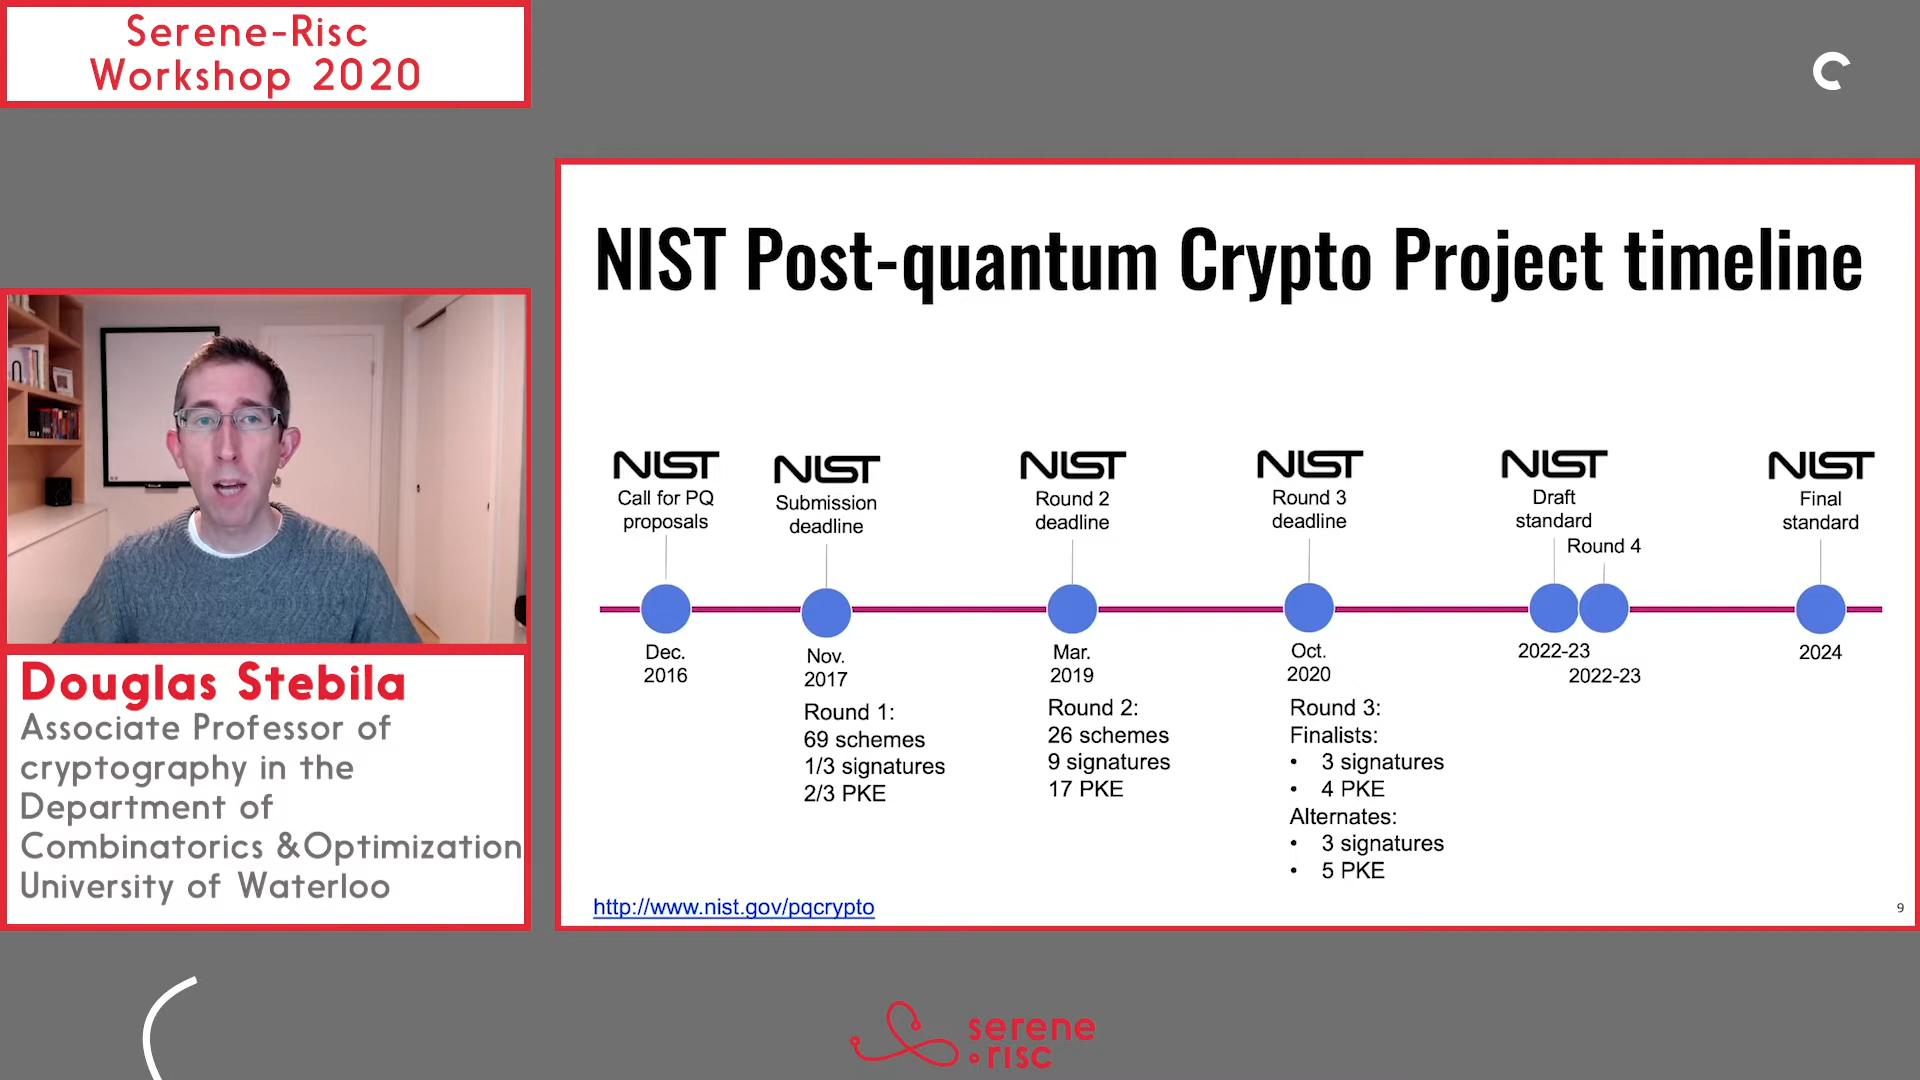 Serene-Risc
Workshop 2020
NIST Post-quantum Crypto Project timeline
NIST
Call for PQ
proposals
Dec.
2016
NIST
Submission
deadline
Nov.
2017
Round 1:
69 schemes
1/3 signatures
2/3 PKE
NIST
Round 2
deadline
Mar.
2019
Round 2:
26 schemes
9 signatures
17 PKE
NIST
Round 3
deadline
Oct.
2020
Round 3:
Finalists:
• 3 signatures
• 4 PKE
Alternates:
• 3 signatures
• 5 PKE
NIST
Draft
standard
2022-23
Round 4
2022-23
NIST
Final
standard
2024
http://www.nist.gov/pqcrypto
9
Douglas Stebila
Associate Professor of
cryptography in the
Department of
Combinatorics &Optimization
University of Waterloo
serene
risc